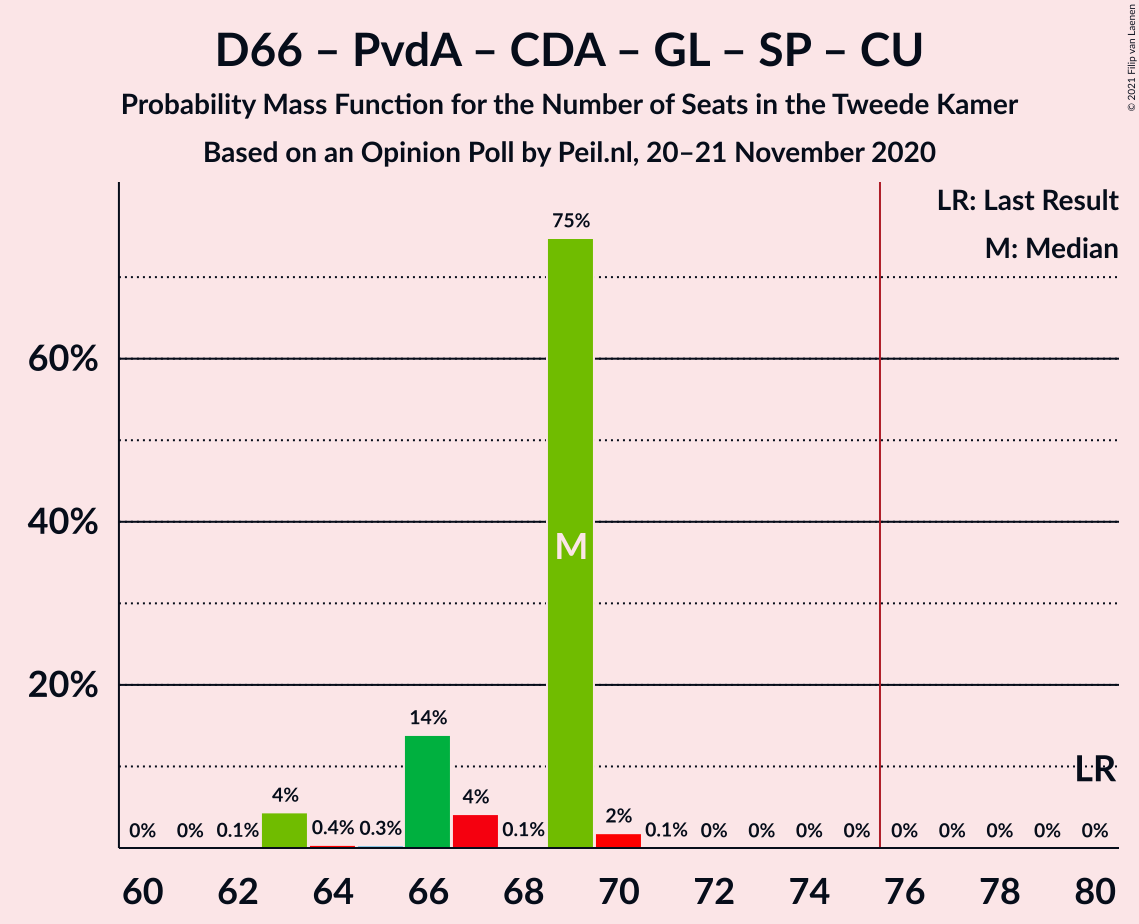 D66 – PvdA – CDA – GL – SP – CU
Probability Mass Function for the Number of Seats in the Tweede Kamer
Based on an Opinion Poll by Peil.nl, 20–21 November 2020
© 2021 Filip van Laenen
LR: Last Result
M: Median
60%
40%
20%
0% 0% 0.1% 4% 0.4% 0.3% 14% 4% 0.1% 75% 2% 0.1% 0% 0% 0% 0% 0% 0% 0% 0% 0%
M
LR
60 62 64 66 68 70 72 74 76 78 80